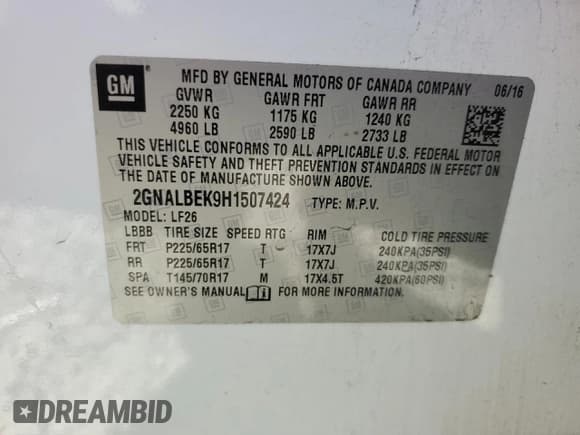 GM
MFD BY GENERAL MOTORS OF CANADA COMPANY 06/16
GVWR GAWR FRT GAWR RR
2250 KG 1175 KG 1240 KG
4960 LB 2590 LB 2733 LB
THIS VEHICLE CONFORMS TO ALL APPLICABLE U.S. FEDERAL MOTOR
VEHICLE SAFETY AND THEFT PREVENTION STANDARDS IN EFFECT ON
THE DATE OF MANUFACTURE SHOWN ABOVE.
2GNALBEK9H1507424 TYPE: M.P.V.
MODEL: LF26
LBBB TIRE SIZE SPEED RTG RIM COLD TIRE PRESSURE
FRT P225/65R17 T 17X7J 240KPA(35PSI)
RR P225/65R17 T 17X7J 240KPA(35PSI)
SPA T145/70R17 M 17X4.5T 420KPA(60PSI)
SEE OWNER'S MANUAL FOR MORE INFORMATION.
DREAMBID